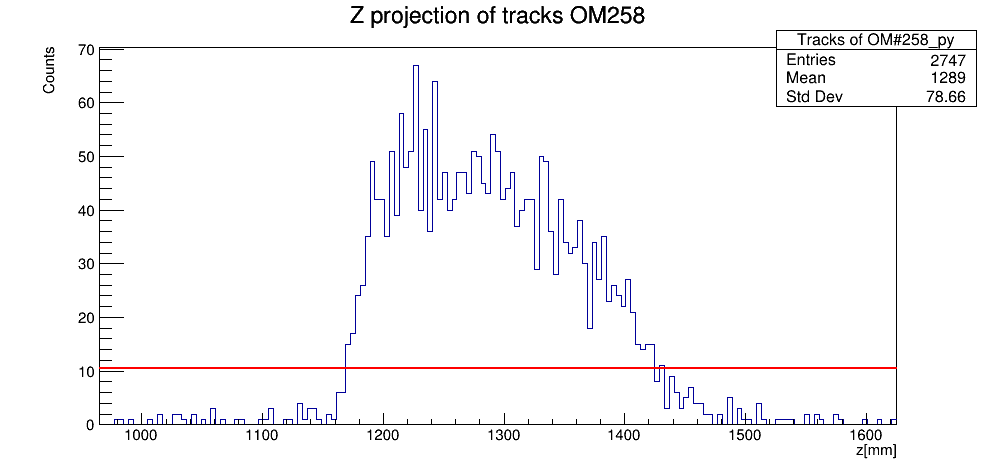 Z projection of tracks OM258
Counts
Tracks of OM#258_py
Entries 2747
Mean 1289
Std Dev 78.66
70
60
50
40
30
20
10
0
1000 1100 1200 1300 1400 1500 1600
z[mm]